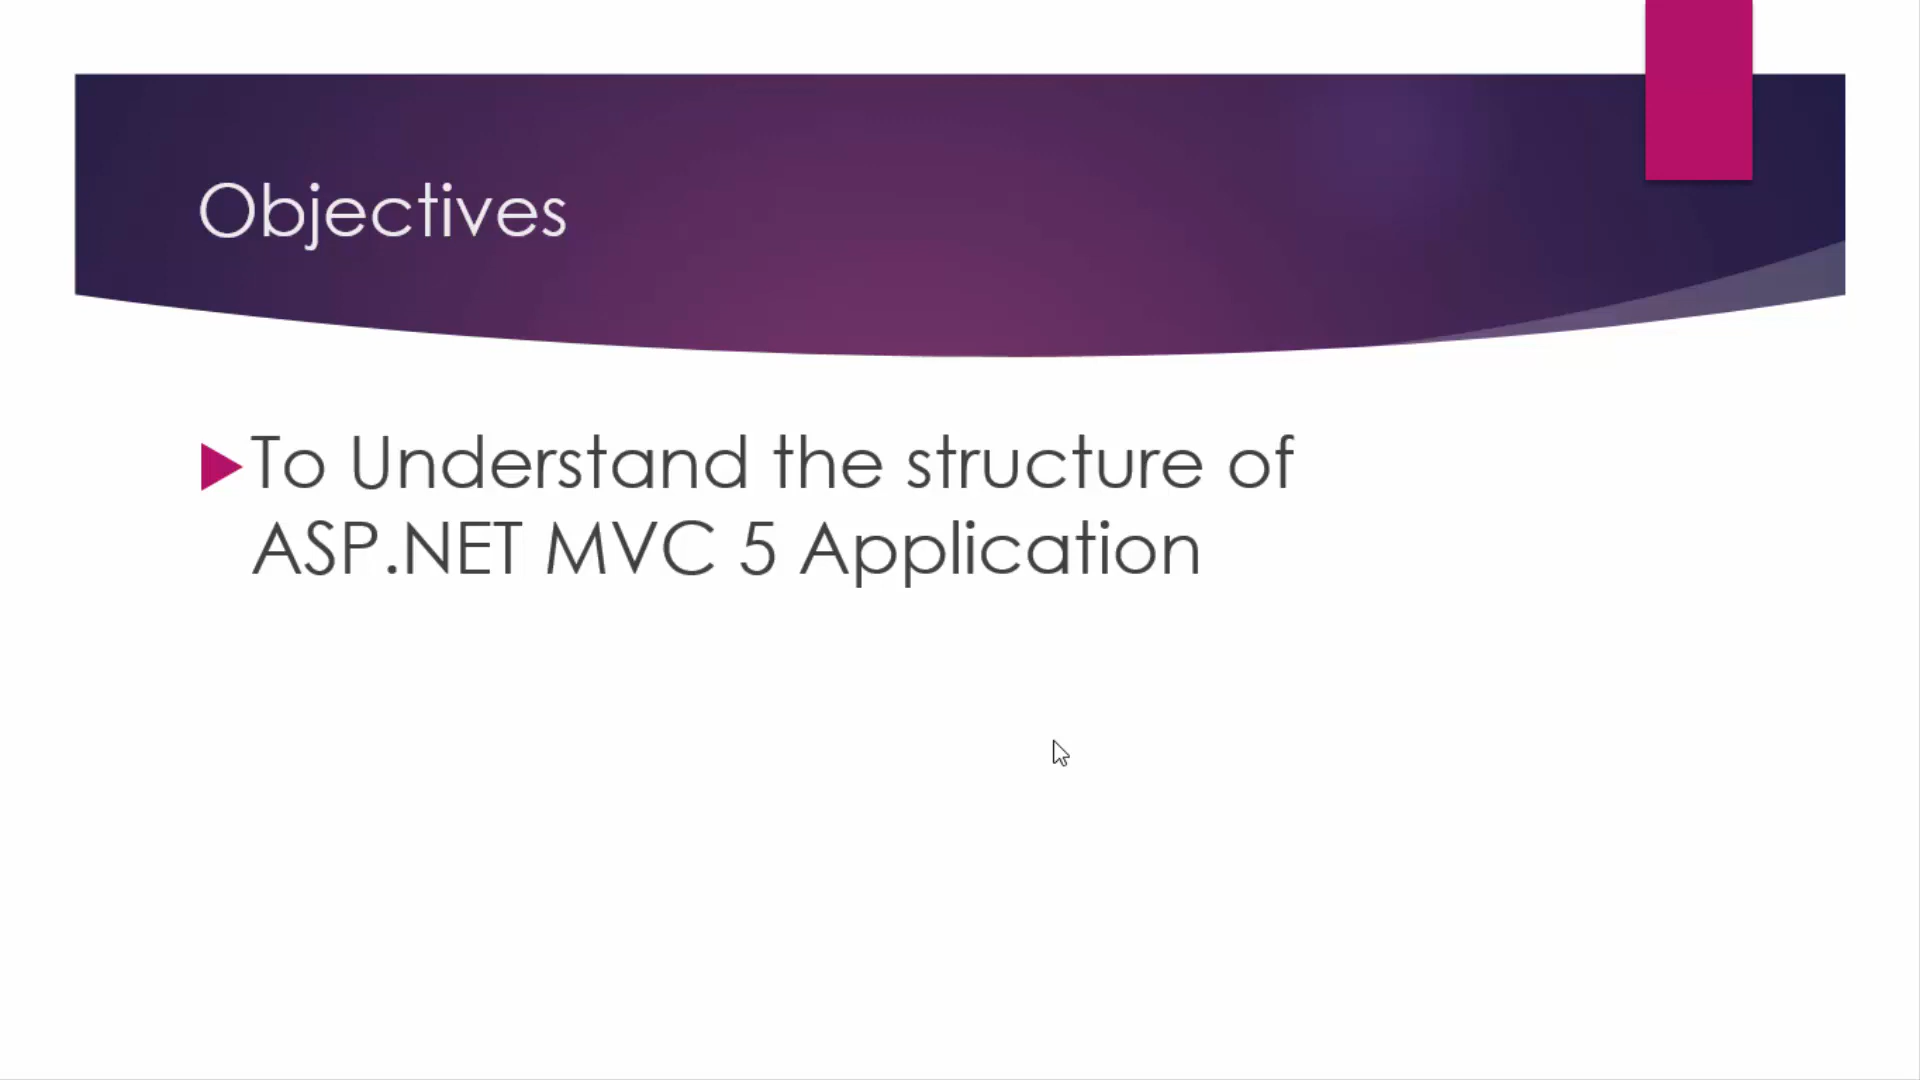 Objectives
To Understand the structure of
ASP.NET MVC 5 Application